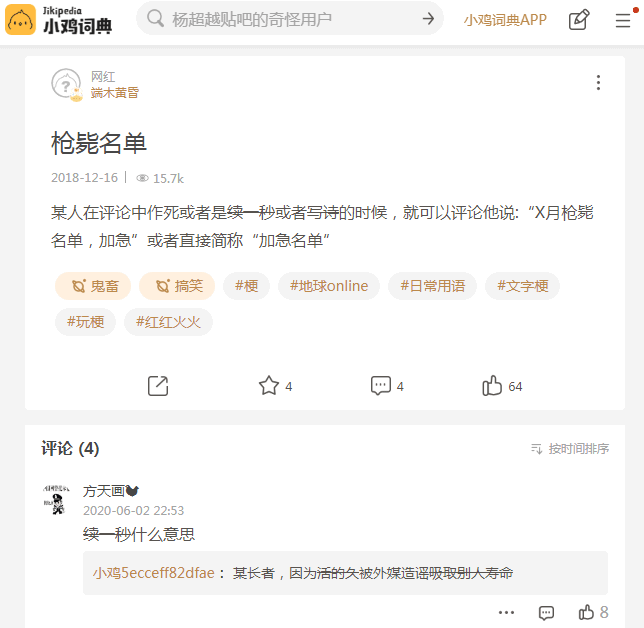 Jikipedia
小鸡词典
杨超越贴吧的奇怪用户
小鸡词典APP
网红
端木黄昏
枪毙名单
2018-12-16 | 15.7k
某人在评论中作死或者是续一秒或者写诗的时候，就可以评论他说:“X月枪毙
名单，加急”或者直接简称“加急名单”
鬼畜 搞笑 #梗 #地球online #日常用语 #文字梗
#玩梗 #红红火火
4 4 64
评论 (4)
按时间排序
方天画
2020-06-02 22:53
续一秒什么意思
小鸡5ecceff82dfae： 某长者，因为活的久被外媒造谣吸取别人寿命
8